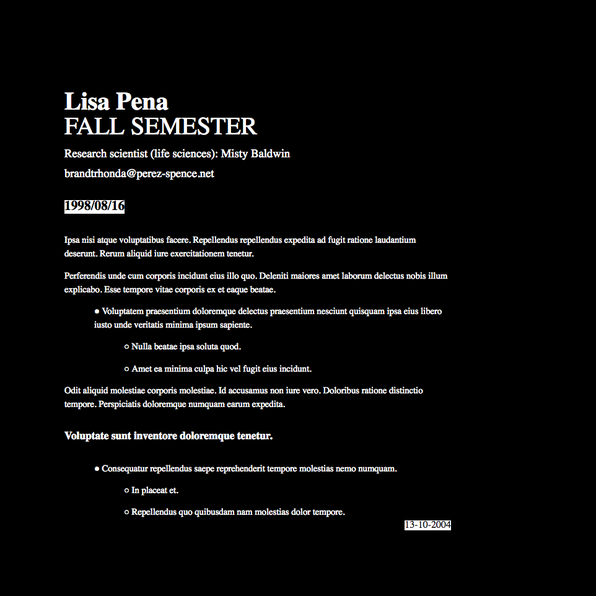 Lisa Pena
FALL SEMESTER
Research scientist (life sciences): Misty Baldwin
brandtrhonda@perez-spence.net
1998/08/16
Ipsa nisi atque voluptatibus facere. Repellendus repellendus expedita ad fugit ratione laudantium
deserunt. Rerum aliquid iure exercitationem tenetur.
Perferendis unde cum corporis incidunt eius illo quo. Deleniti maiores amet laborum delectus nobis illum
explicabo. Esse tempore vitae corporis ex et eaque beatae.
● Voluptatem praesentium doloremque delectus praesentium nesciunt quisquam ipsa eius libero
iusto unde veritatis minima ipsum sapiente.
○ Nulla beatae ipsa soluta quod.
○ Amet ea minima culpa hic vel fugit eius incidunt.
Odit aliquid molestiae corporis molestiae. Id accusamus non iure vero. Doloribus ratione distinctio
tempore. Perspiciatis doloremque numquam earum expedita.
Voluptate sunt inventore doloremque tenetur.
● Consequatur repellendus saepe reprehenderit tempore molestias nemo numquam.
○ In placeat et.
○ Repellendus quo quibusdam nam molestias dolor tempore.
13-10-2004